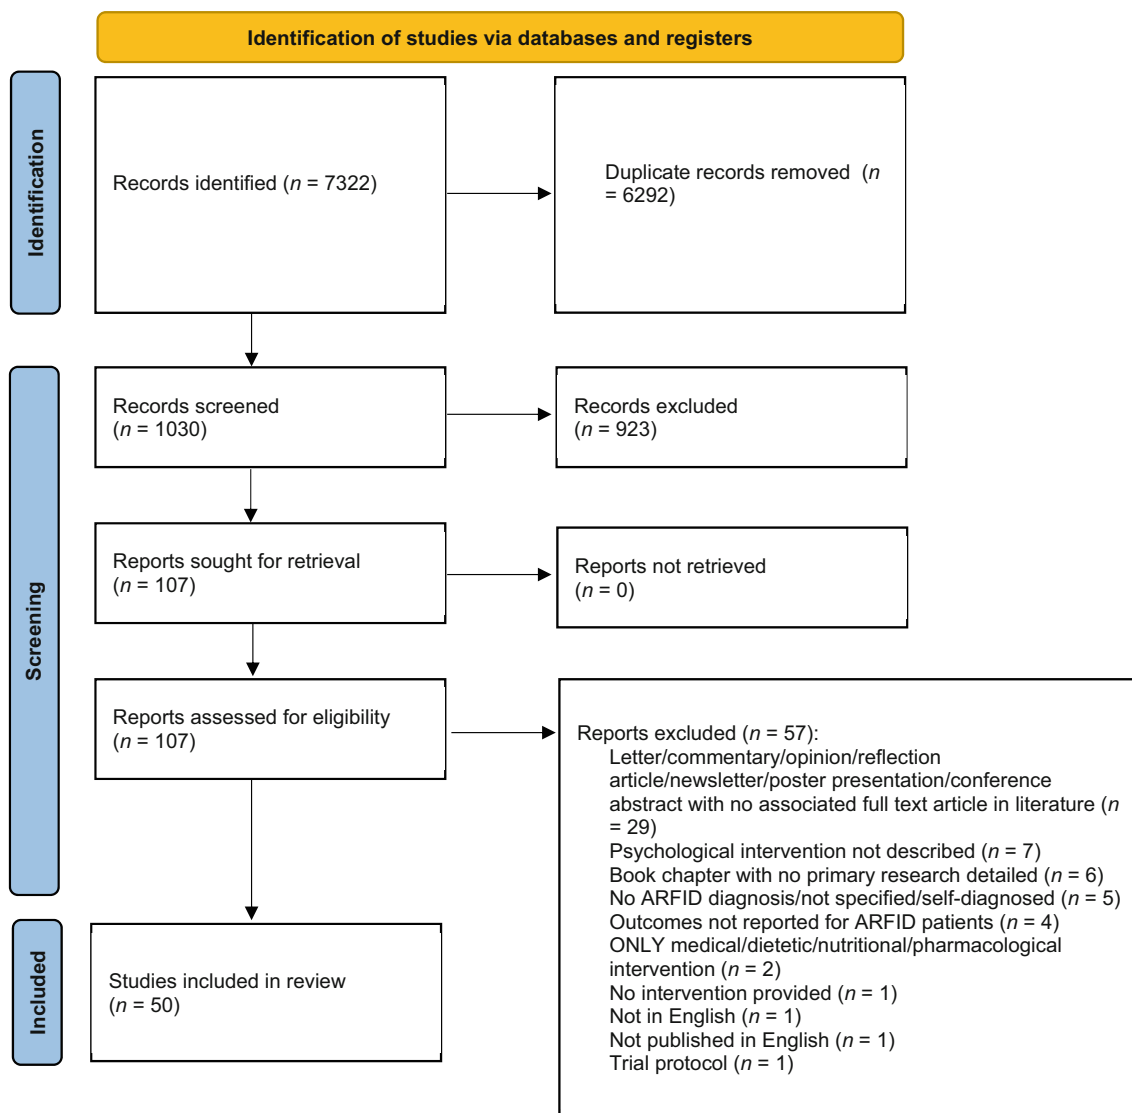 Identification of studies via databases and registers
Identification
Records identified (n = 7322)
Duplicate records removed (n
= 6292)
Screening
Records screened
(n = 1030)
Records excluded
(n = 923)
Reports sought for retrieval
(n = 107)
Reports not retrieved
(n = 0)
Reports assessed for eligibility
(n = 107)
Reports excluded (n = 57):
Letter/commentary/opinion/reflection
article/newsletter/poster presentation/conference
abstract with no associated full text article in literature (n
= 29)
Psychological intervention not described (n = 7)
Book chapter with no primary research detailed (n = 6)
No ARFID diagnosis/not specified/self-diagnosed (n = 5)
Outcomes not reported for ARFID patients (n = 4)
ONLY medical/dietetic/nutritional/pharmacological
intervention (n = 2)
No intervention provided (n = 1)
Not in English (n = 1)
Not published in English (n = 1)
Trial protocol (n = 1)
Included
Studies included in review
(n = 50)